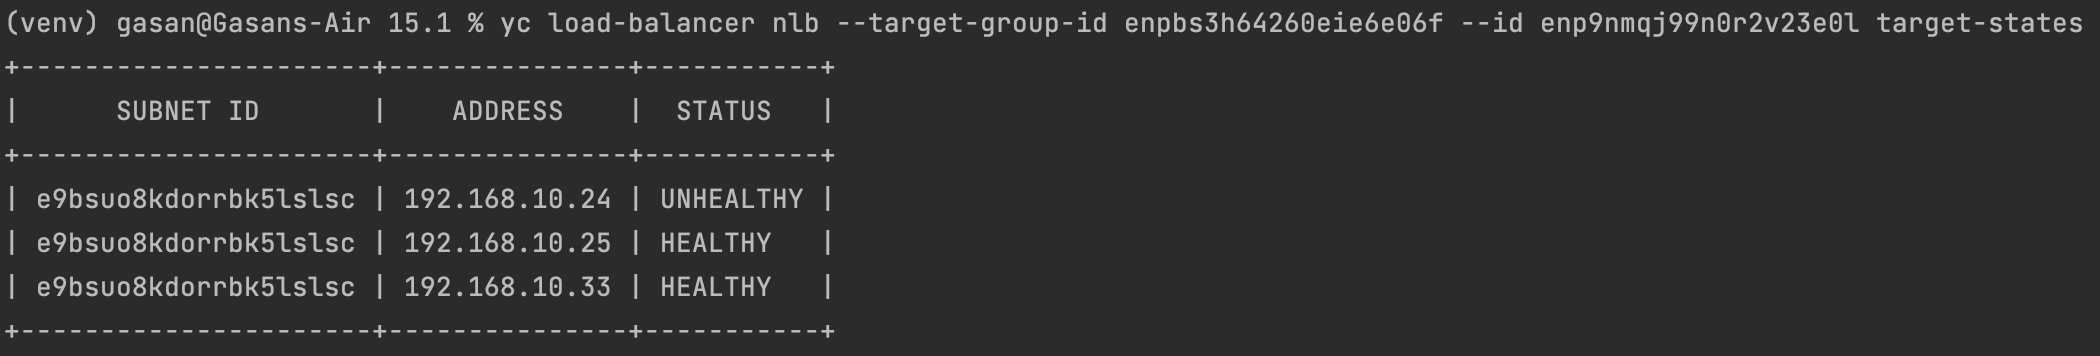 (venv) gasan@Gasans-Air 15.1 % yc load-balancer nlb --target-group-id enpbs3h64260eie6e06f --id enp9nmqj99n0r2v23e0l target-states
+----------------------+---------------+-----------+
|      SUBNET ID       |    ADDRESS    |  STATUS   |
+----------------------+---------------+-----------+
| e9bsuo8kdorrbk5lslsc | 192.168.10.24 | UNHEALTHY |
| e9bsuo8kdorrbk5lslsc | 192.168.10.25 | HEALTHY   |
| e9bsuo8kdorrbk5lslsc | 192.168.10.33 | HEALTHY   |
+----------------------+---------------+-----------+